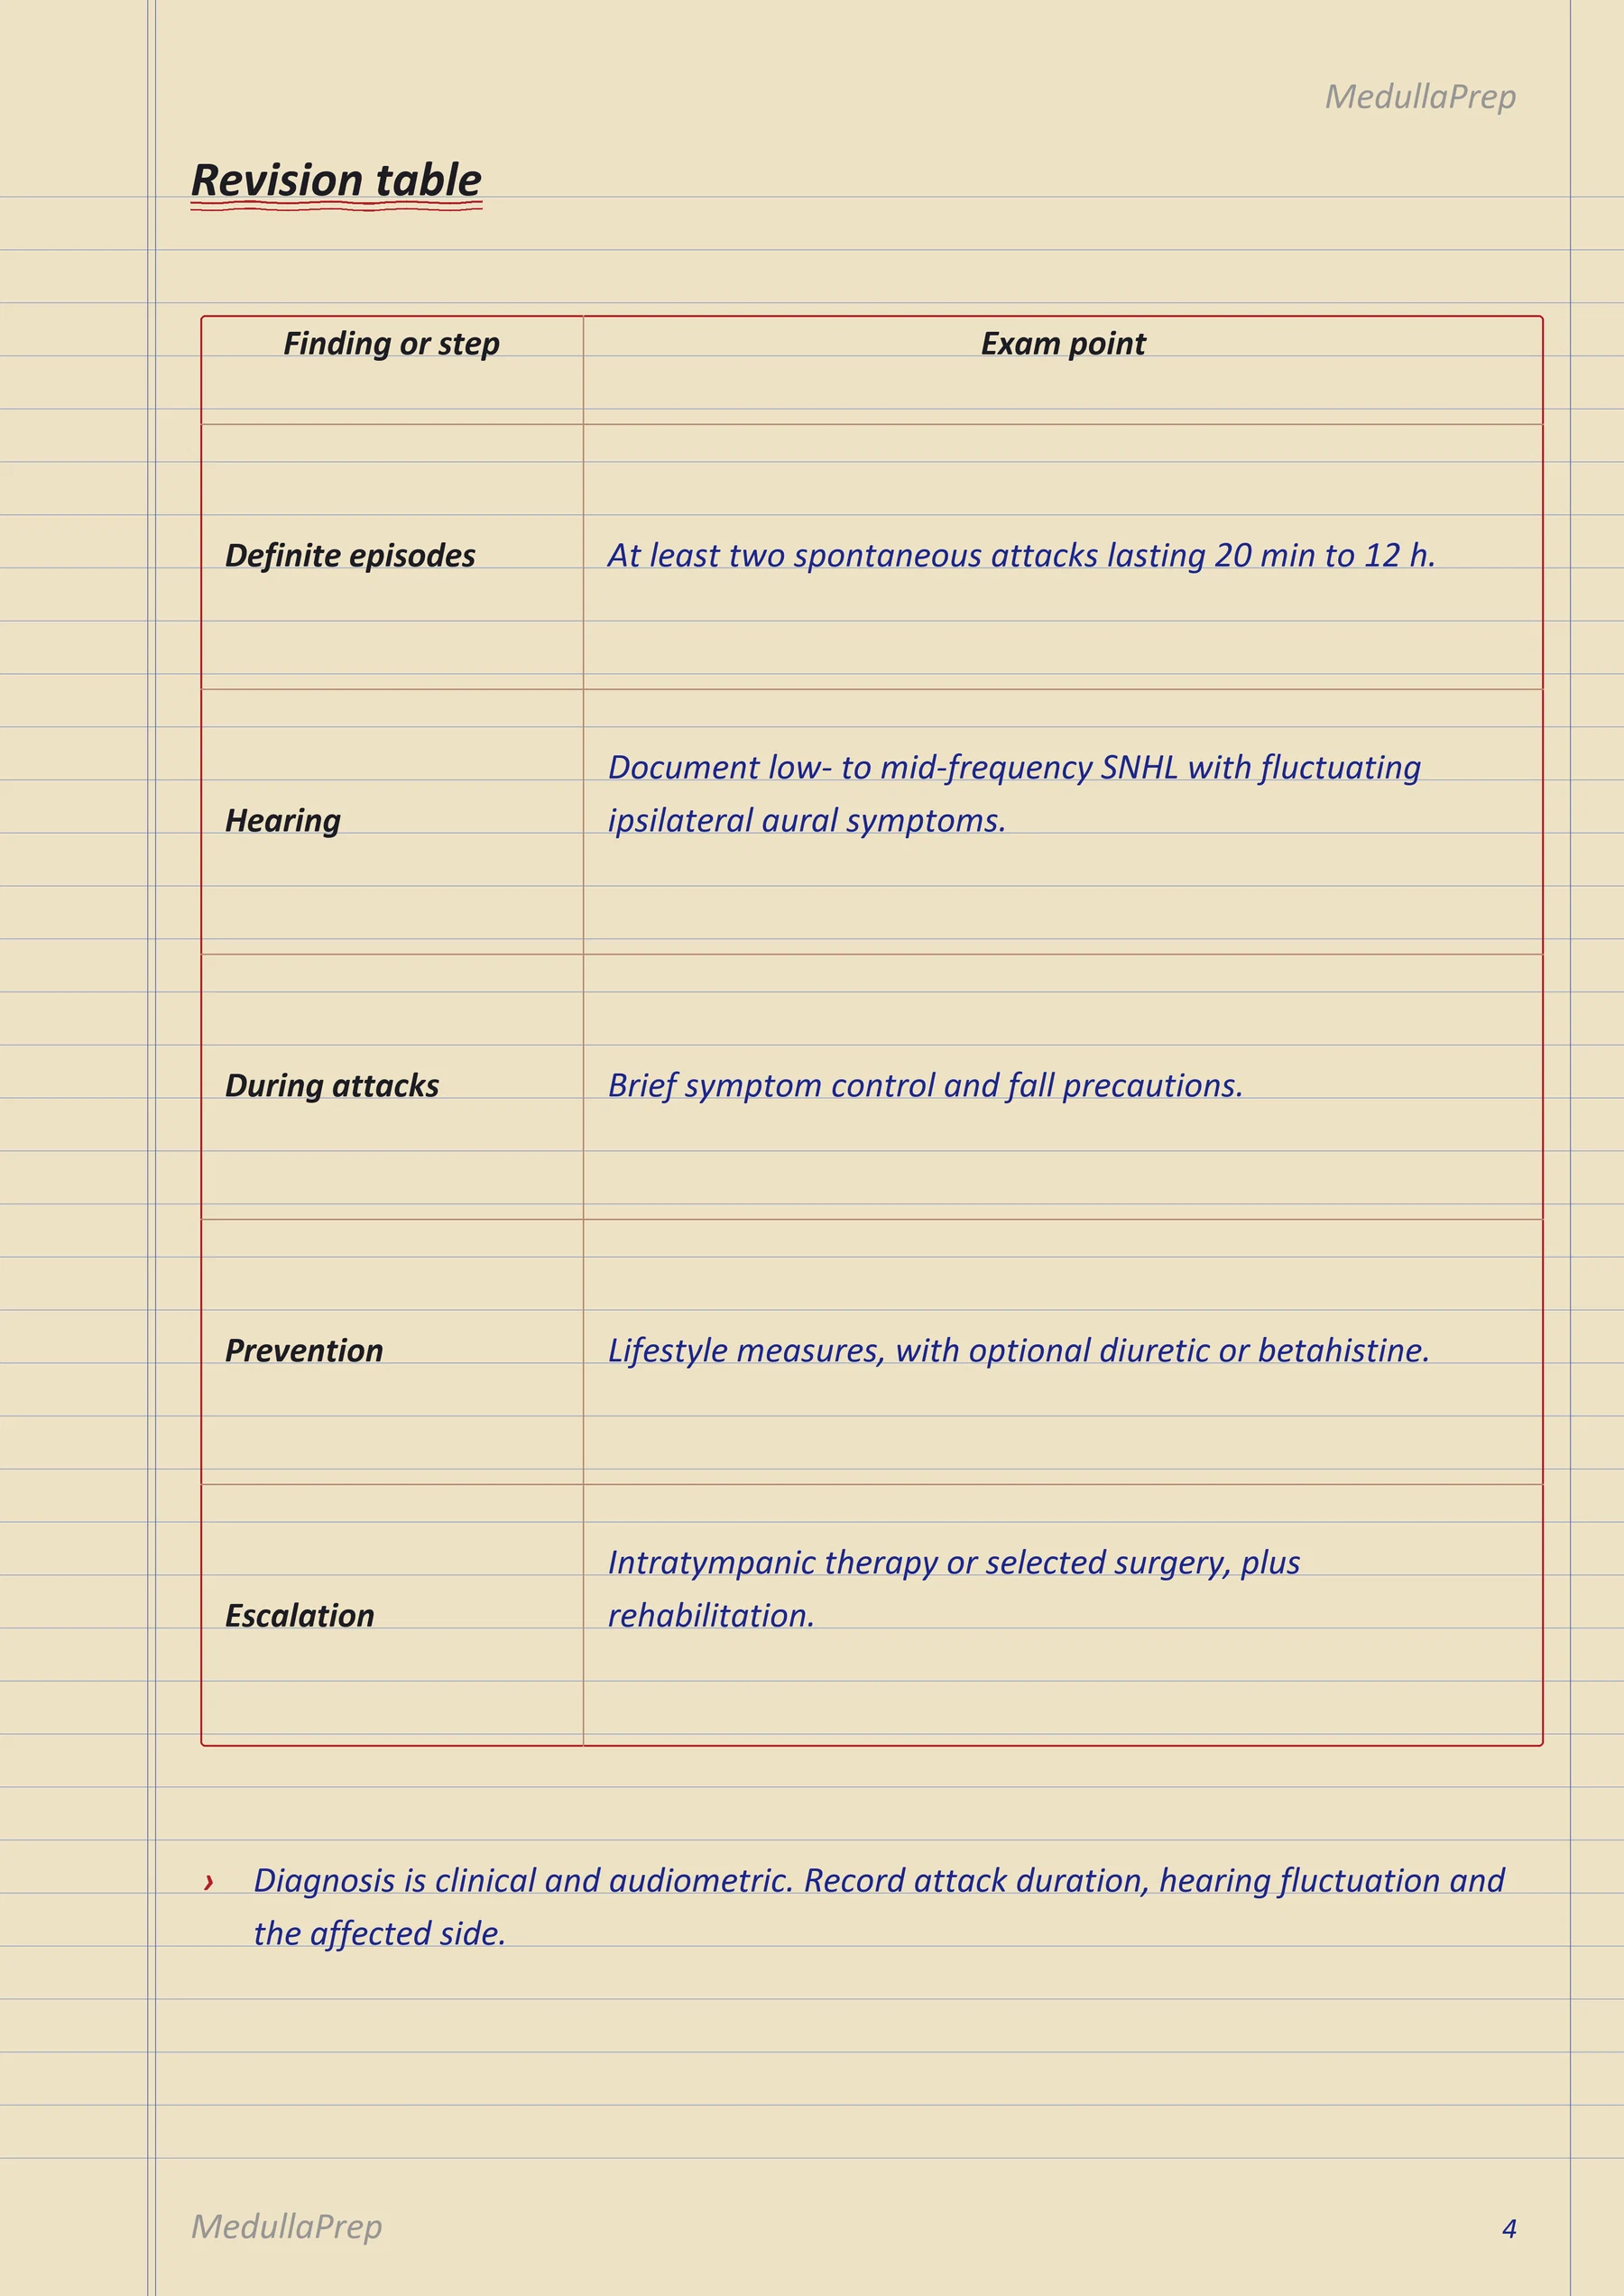 MedullaPrep
Revision table
Finding or step
Exam point
Definite episodes
At least two spontaneous attacks lasting 20 min to 12 h.
Hearing
Document low- to mid-frequency SNHL with fluctuating
ipsilateral aural symptoms.
During attacks
Brief symptom control and fall precautions.
Prevention
Lifestyle measures, with optional diuretic or betahistine.
Escalation
Intratympanic therapy or selected surgery, plus
rehabilitation.
› Diagnosis is clinical and audiometric. Record attack duration, hearing fluctuation and
the affected side.
MedullaPrep
4